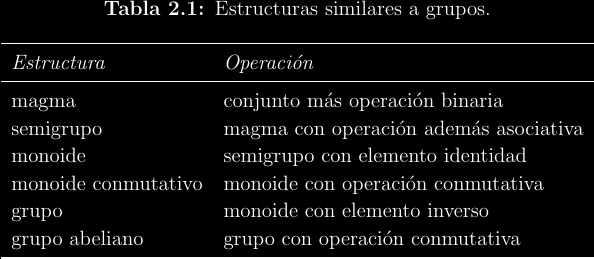 Tabla 2.1: Estructuras similares a grupos.
Estructura Operación
magma conjunto más operación binaria
semigrupo magma con operación además asociativa
monoide semigrupo con elemento identidad
monoide conmutativo monoide con operación conmutativa
grupo monoide con elemento inverso
grupo abeliano grupo con operación conmutativa